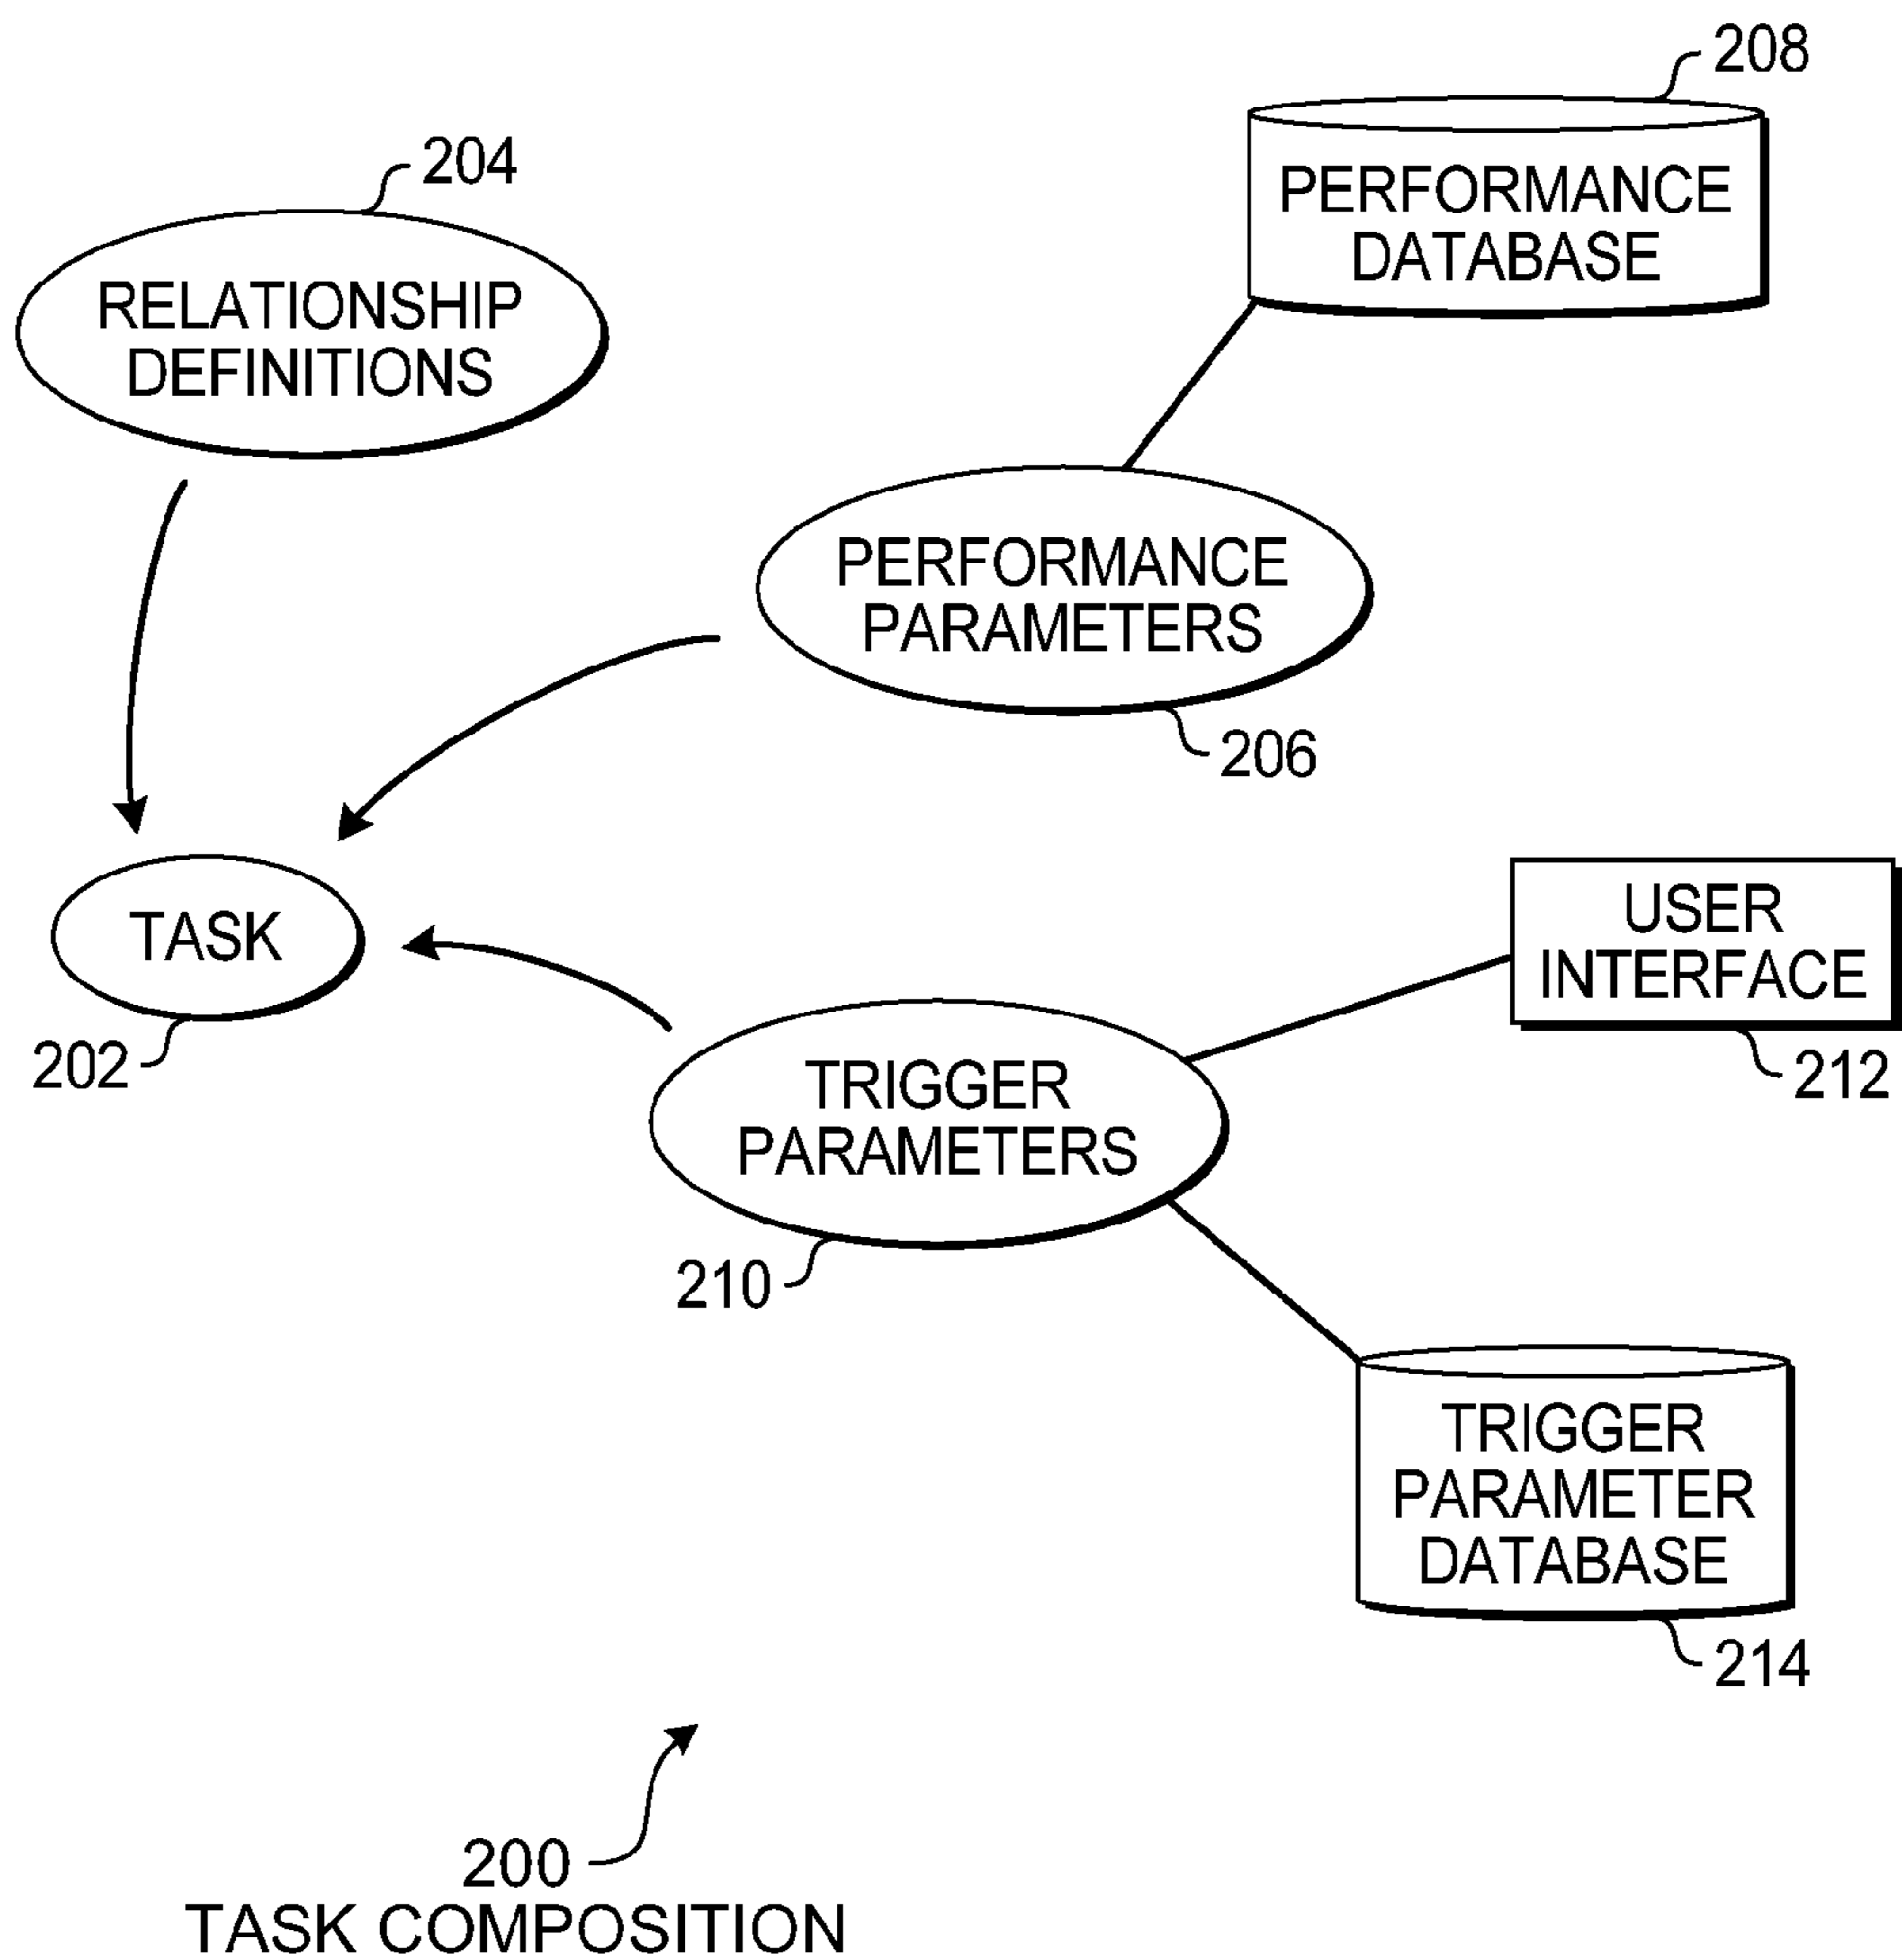 208
PERFORMANCE
DATABASE
204
RELATIONSHIP
DEFINITIONS
PERFORMANCE
PARAMETERS
206
TASK
202
USER
INTERFACE
212
TRIGGER
PARAMETERS
210
TRIGGER
PARAMETER
DATABASE
214
200
TASK COMPOSITION